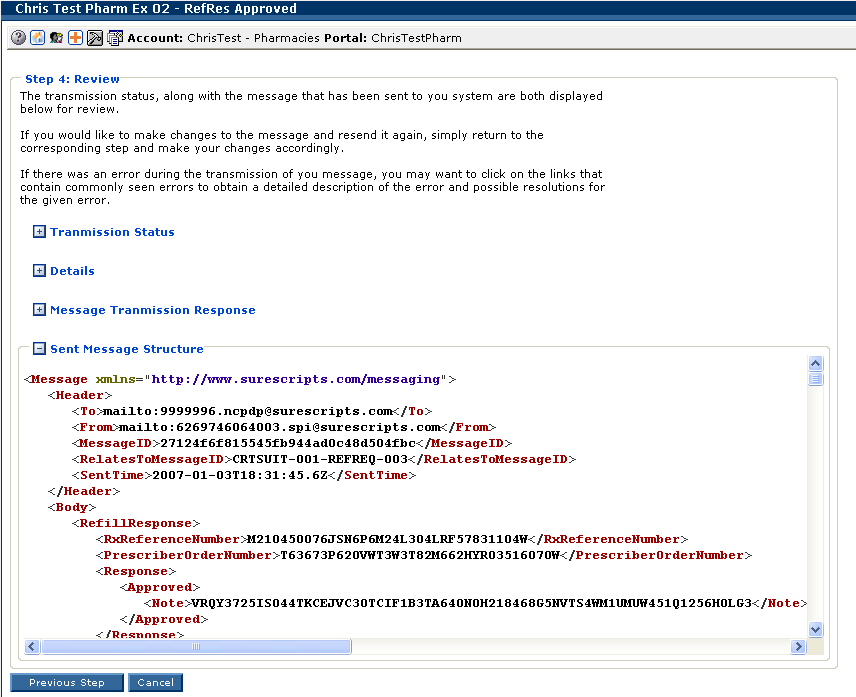 Chris Test Pharm Ex 02 - RefRes Approved
Account: ChrisTest - Pharmacies Portal: ChrisTestPharm
Step 4: Review
The transmission status, along with the message that has been sent to you system are both displayed
below for review.
If you would like to make changes to the message and resend it again, simply return to the
corresponding step and make your changes accordingly.
If there was an error during the transmission of you message, you may want to click on the links that
contain commonly seen errors to obtain a detailed description of the error and possible resolutions for
the given error.
Tranmission Status
Details
Message Tranmission Response
Sent Message Structure
<Message xmlns="http://www.surescripts.com/messaging">
<Header>
<To>mailto:9999996.ncpdp@surescripts.com</To>
<From>mailto:6269746064003.spi@surescripts.com</From>
<MessageID>27124f6f815545fb944ad0c48d504fbc</MessageID>
<RelatesToMessageID>CRTSUIT-001-REFREQ-003</RelatesToMessageID>
<SentTime>2007-01-03T18:31:45.6Z</SentTime>
</Header>
<Body>
<RefillResponse>
<RxReferenceNumber>M210450076JSN6P6M24L304LRF57831104W</RxReferenceNumber>
<PrescriberOrderNumber>T63673P620VWT3W3T82M662HYR03516070W</PrescriberOrderNumber>
<Response>
<Approved>
<Note>VRQY3725IS044TKCEJVC30TCIF1B3TA640N0H218468G5NVTS4WM1UMUW451Q1256H0LG3</Note>
</Approved>
</Response>
Previous Step
Cancel